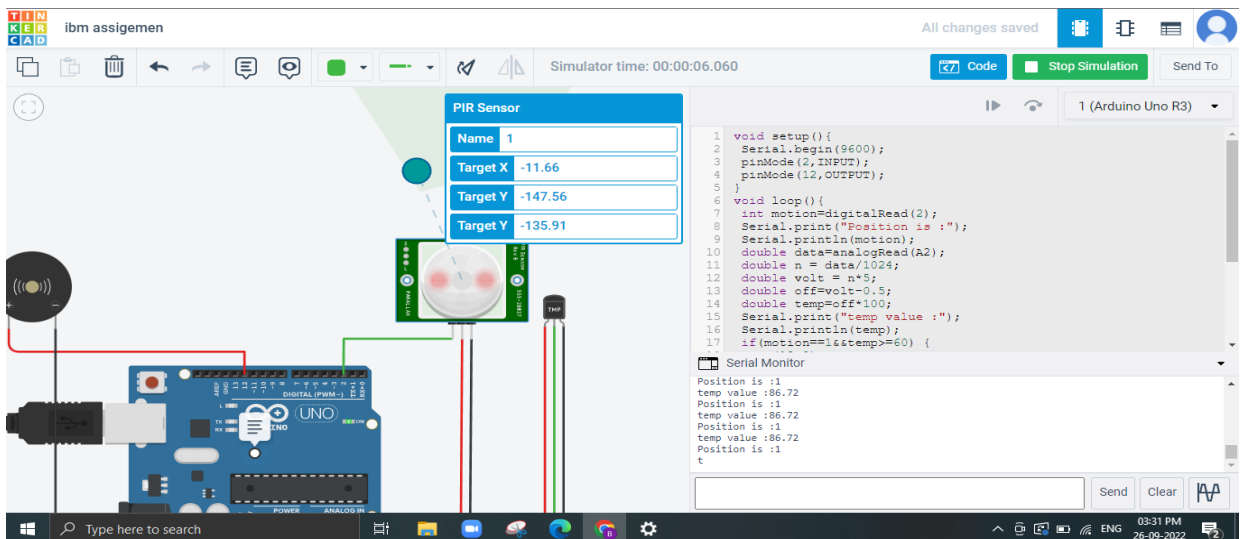 TIN
KER
CAD
ibm assigemen
All changes saved
Simulator time: 00:00:06.060
Code
Stop Simulation
Send To
1 (Arduino Uno R3)
PIR Sensor
Name 1
Target X -11.66
Target Y -147.56
Target Y -135.91
TMP
DIGITAL (PWM~)
UNO
ON
POWER ANALOG IN
1 void setup(){
2 Serial.begin(9600);
3 pinMode(2,INPUT);
4 pinMode(12,OUTPUT);
5 }
6 void loop(){
7 int motion=digitalRead(2);
8 Serial.print("Position is :");
9 Serial.println(motion);
10 double data=analogRead(A2);
11 double n = data/1024;
12 double volt = n*5;
13 double off=volt-0.5;
14 double temp=off*100;
15 Serial.print("temp value :");
16 Serial.println(temp);
17 if(motion==1&&temp>=60) {
Serial Monitor
Position is :1
temp value :86.72
Position is :1
temp value :86.72
Position is :1
temp value :86.72
Position is :1
t
Send
Clear
Type here to search
ENG
03:31 PM
26-09-2022
2